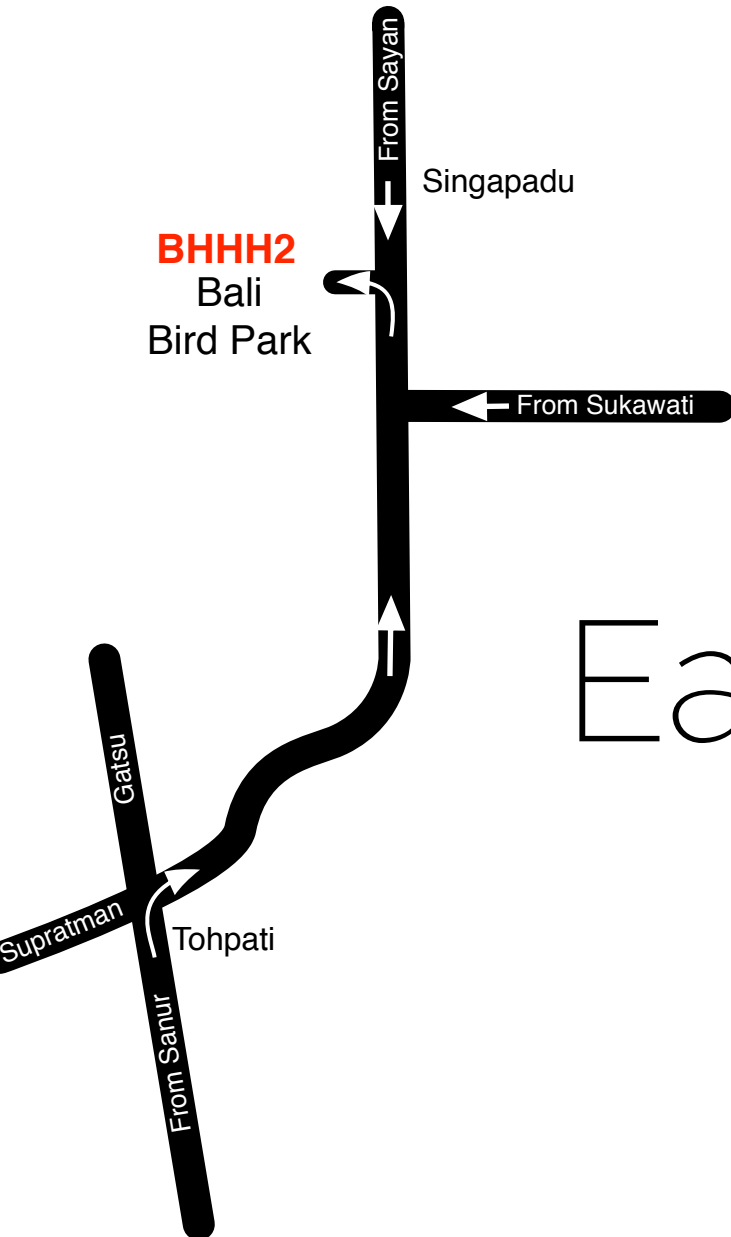 From Sayan
Singapadu
BHHH2
Bali
Bird Park
From Sukawati
Ea
Gatsu
Supratman
Tohpati
From Sanur